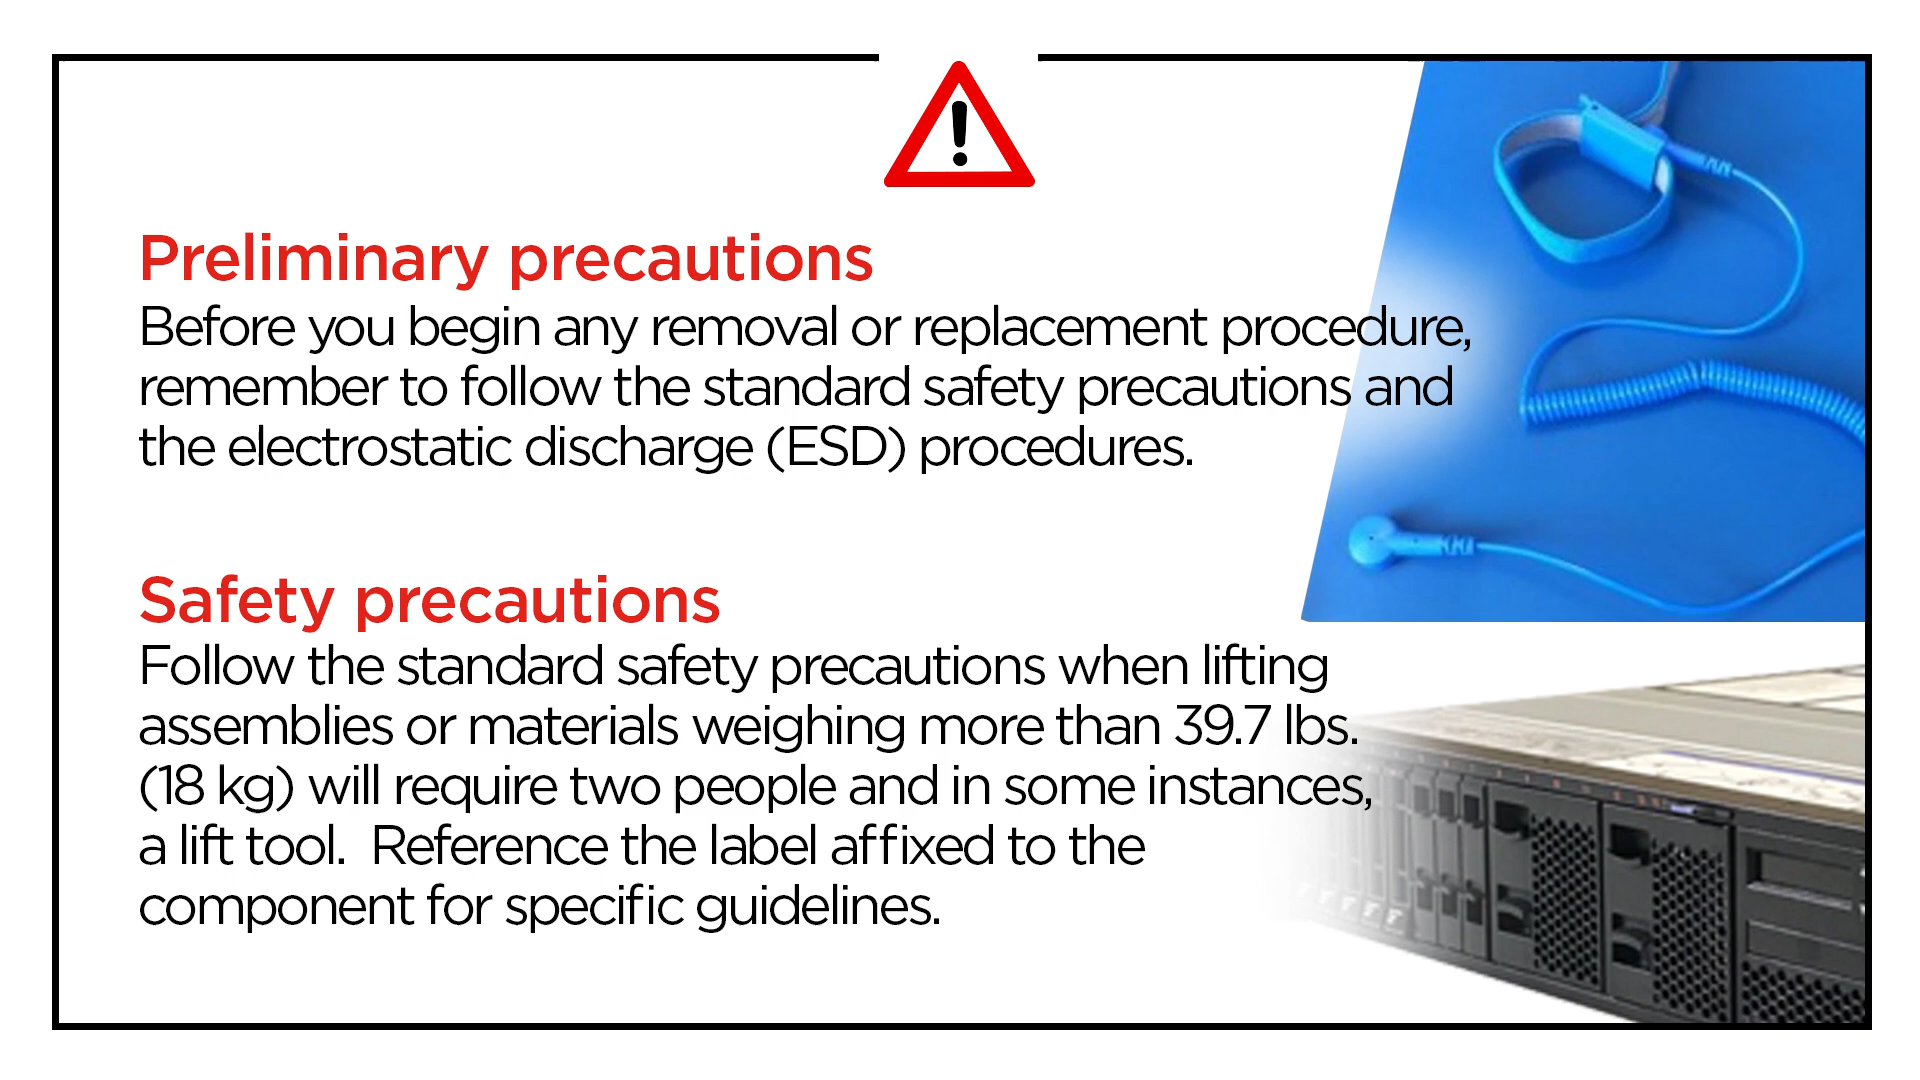 Preliminary precautions
Before you begin any removal or replacement procedure,
remember to follow the standard safety precautions and
the electrostatic discharge (ESD) procedures.
Safety precautions
Follow the standard safety precautions when lifting
assemblies or materials weighing more than 39.7 lbs.
(18 kg) will require two people and in some instances,
a lift tool.  Reference the label affixed to the
component for specific guidelines.